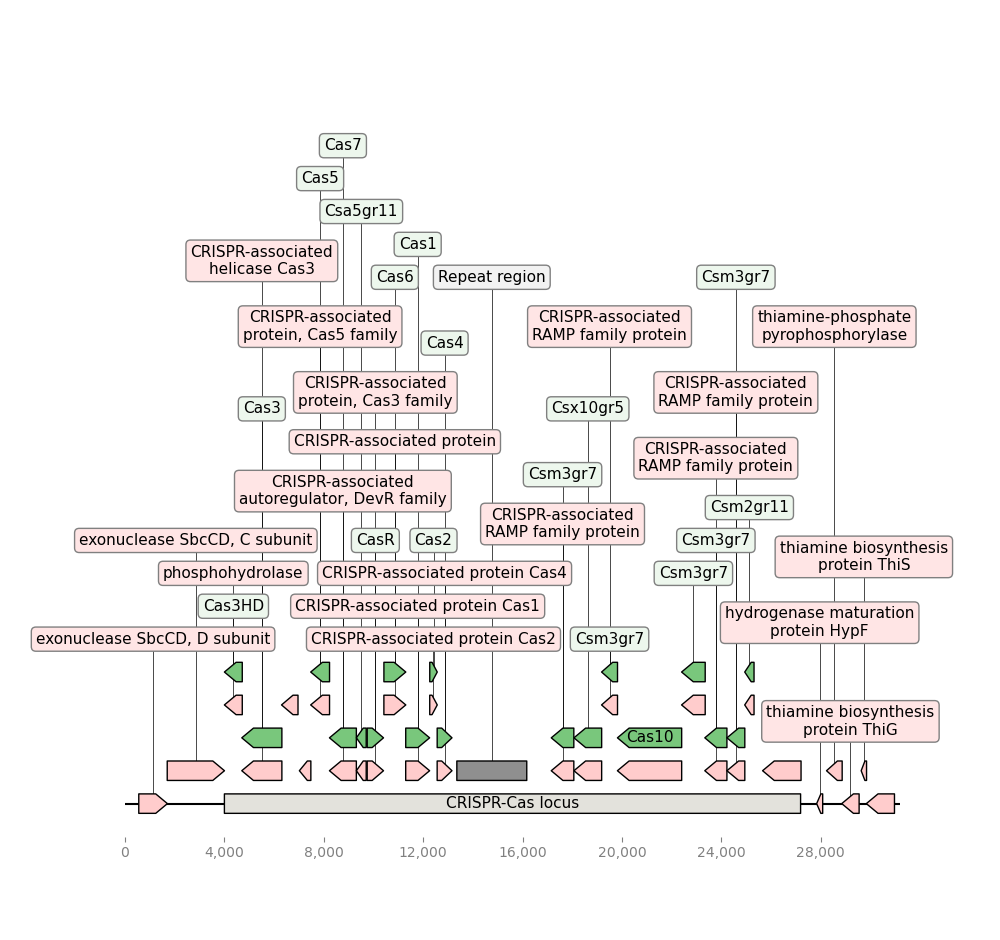 Cas7
Cas5
Csa5gr11
Cas1
CRISPR-associated
helicase Cas3
Cas6
Repeat region
Csm3gr7
CRISPR-associated
protein, Cas5 family
CRISPR-associated
RAMP family protein
thiamine-phosphate
pyrophosphorylase
Cas4
CRISPR-associated
protein, Cas3 family
CRISPR-associated
RAMP family protein
Cas3
Csx10gr5
CRISPR-associated protein
CRISPR-associated
RAMP family protein
Csm3gr7
CRISPR-associated
autoregulator, DevR family
Csm2gr11
CRISPR-associated
RAMP family protein
exonuclease SbcCD, C subunit
CasR
Cas2
Csm3gr7
thiamine biosynthesis
protein ThiS
phosphohydrolase
CRISPR-associated protein Cas4
Csm3gr7
Cas3HD
CRISPR-associated protein Cas1
hydrogenase maturation
protein HypF
exonuclease SbcCD, D subunit
CRISPR-associated protein Cas2
Csm3gr7
thiamine biosynthesis
protein ThiG
Cas10
CRISPR-Cas locus
0
4,000
8,000
12,000
16,000
20,000
24,000
28,000